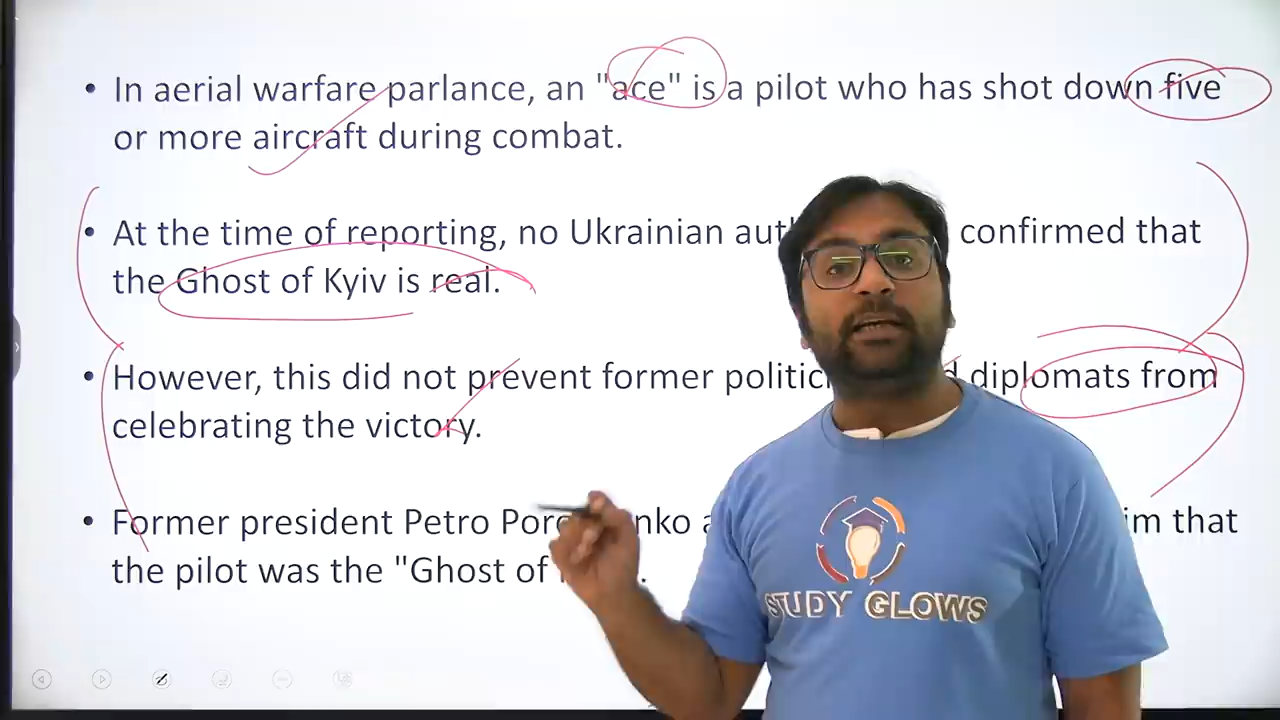 • In aerial warfare parlance, an "ace" is a pilot who has shot down five
or more aircraft during combat.
• At the time of reporting, no Ukrainian confirmed that
the Ghost of Kyiv is real.
• However, this did not prevent former diplomats from
celebrating the victory.
• Former president Petro that
the pilot was the "Ghost of
STUDY GLOWS